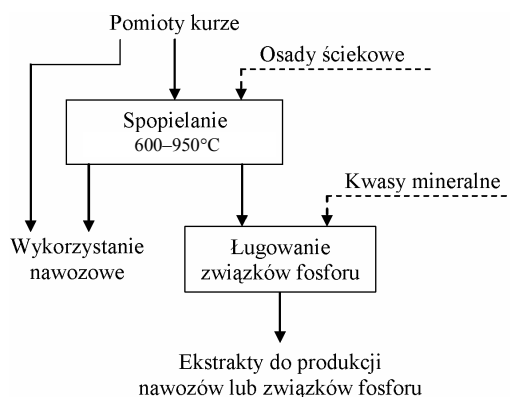 Pomioty kurze
Osady ściekowe
Spopielanie
600–950°C
Kwasy mineralne
Wykorzystanie
nawozowe
Ługowanie
związków fosforu
Ekstrakty do produkcji
nawozów lub związków fosforu